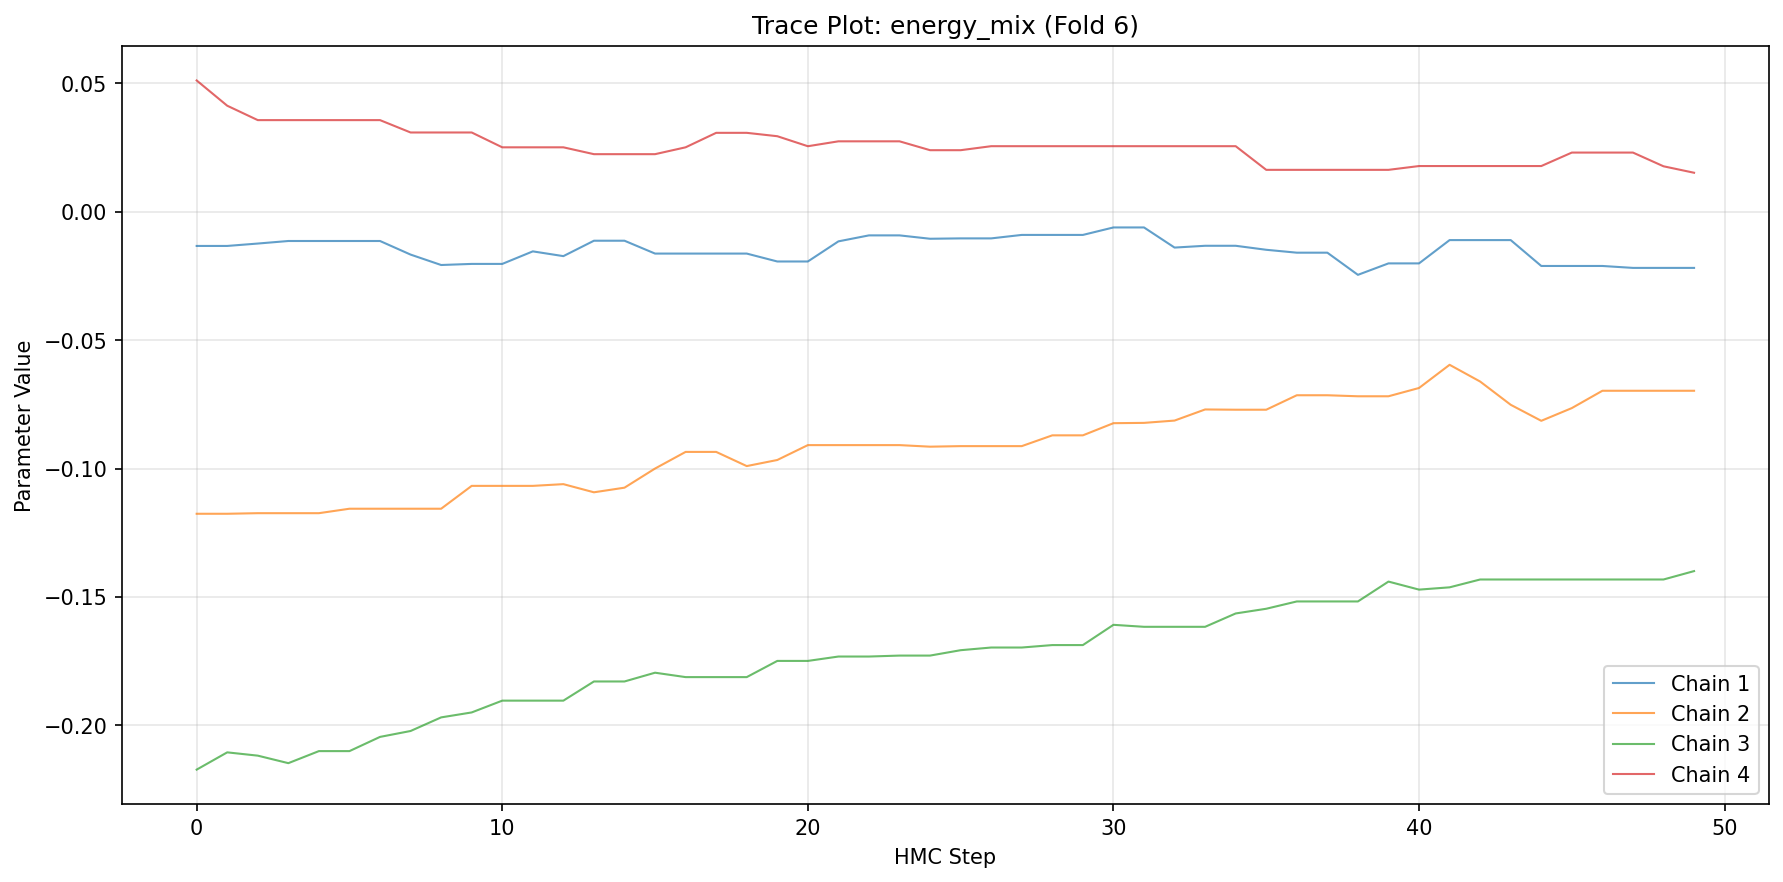 Trace Plot: energy_mix (Fold 6)
0.05
0.00
−0.05
−0.10
−0.15
−0.20
Parameter Value
Chain 1
Chain 2
Chain 3
Chain 4
0 10 20 30 40 50
HMC Step